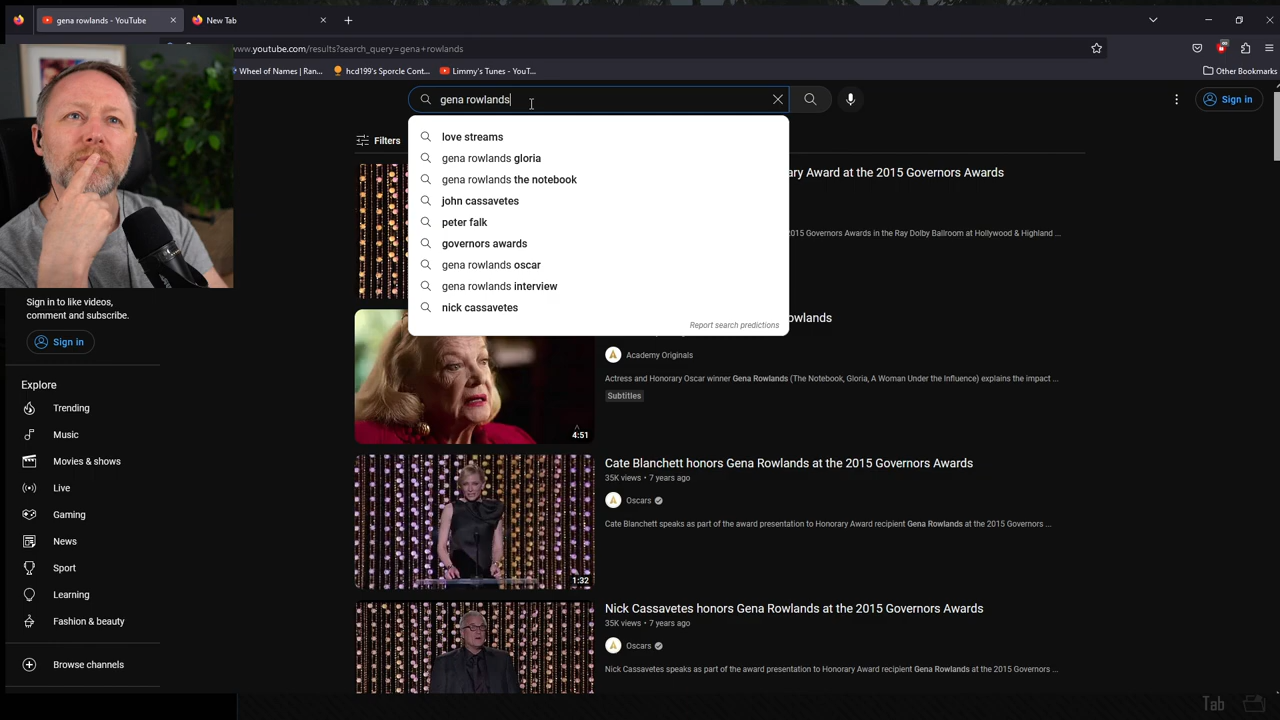 gena rowlands - YouTube
New Tab
www.youtube.com/results?search_query=gena+rowlands
Wheel of Names | Ran...
hcd199's Sporcle Cont...
Limmy's Tunes - YouT...
Other Bookmarks
gena rowlands
Sign in
Filters
love streams
gena rowlands gloria
gena rowlands the notebook
john cassavetes
peter falk
governors awards
gena rowlands oscar
gena rowlands interview
nick cassavetes
Report search predictions
ary Award at the 2015 Governors Awards
2015 Governors Awards in the Ray Dolby Ballroom at Hollywood & Highland ...
Sign in to like videos,
comment and subscribe.
Sign in
Explore
Trending
Music
Movies & shows
Live
Gaming
News
Sport
Learning
Fashion & beauty
Browse channels
wlands
Academy Originals
Actress and Honorary Oscar winner Gena Rowlands (The Notebook, Gloria, A Woman Under the Influence) explains the impact ...
Subtitles
4:51
Cate Blanchett honors Gena Rowlands at the 2015 Governors Awards
35K views • 7 years ago
Oscars
Cate Blanchett speaks as part of the award presentation to Honorary Award recipient Gena Rowlands at the 2015 Governors ...
1:32
Nick Cassavetes honors Gena Rowlands at the 2015 Governors Awards
35K views • 7 years ago
Oscars
Nick Cassavetes speaks as part of the award presentation to Honorary Award recipient Gena Rowlands at the 2015 Governors ...
Tab